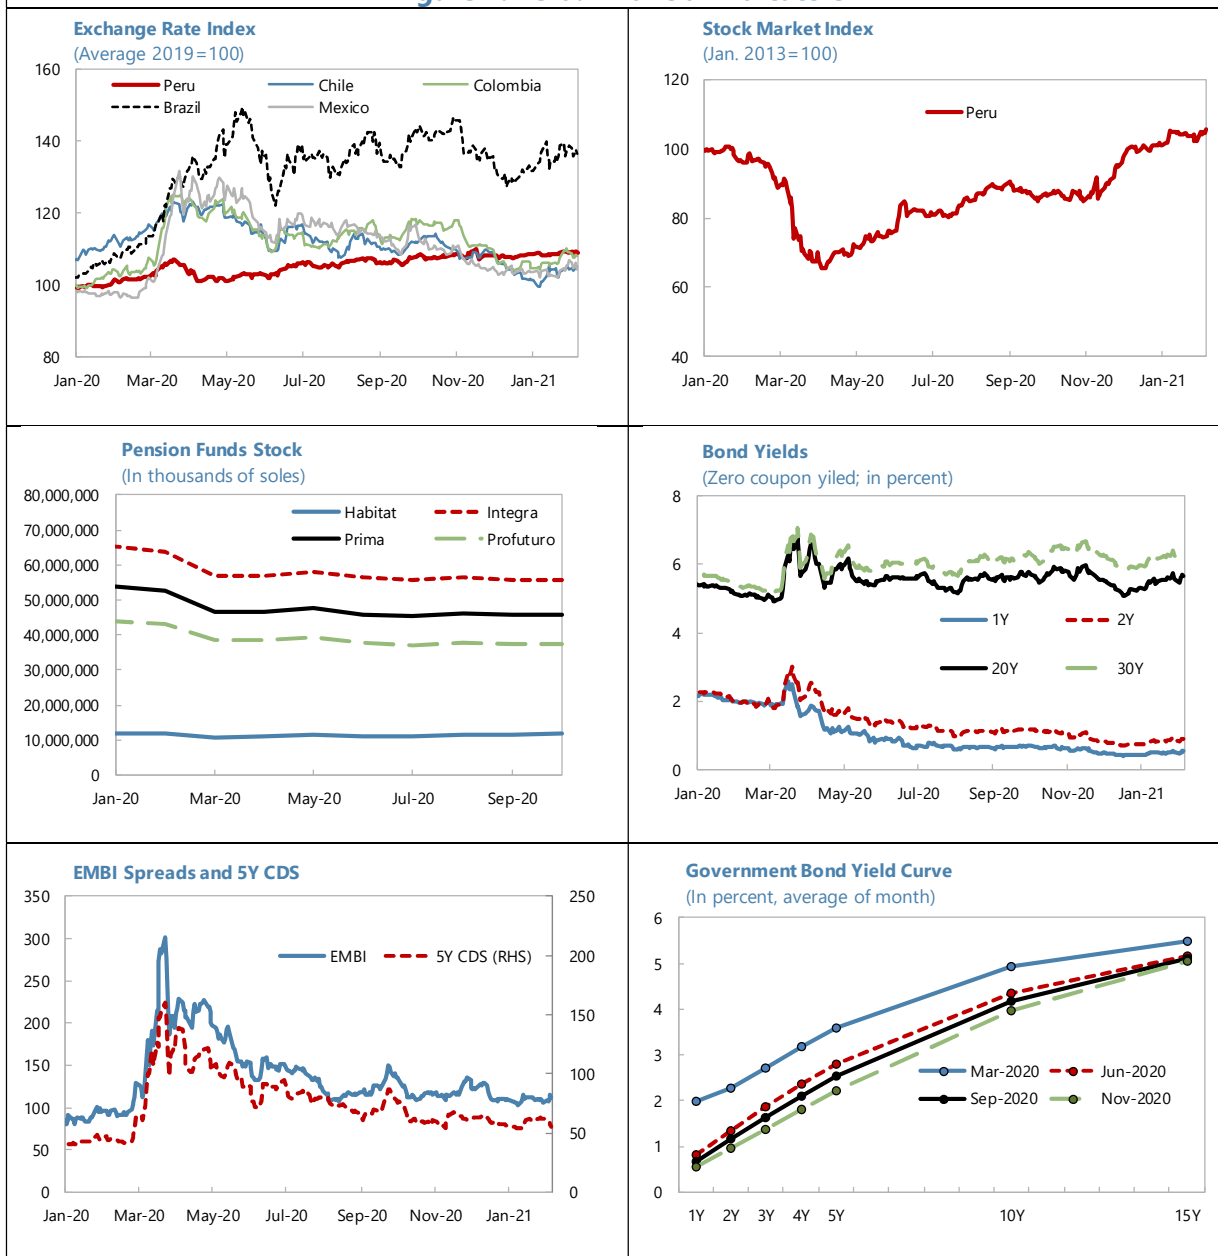 Exchange Rate Index
(Average 2019=100)
160
140
120
100
80
Peru
Chile
Colombia
Brazil
Mexico
Jan-20 Mar-20 May-20 Jul-20 Sep-20 Nov-20 Jan-21
Stock Market Index
(Jan. 2013=100)
120
100
80
60
40
Peru
Jan-20 Mar-20 May-20 Jul-20 Sep-20 Nov-20 Jan-21
Pension Funds Stock
(In thousands of soles)
80,000,000
70,000,000
60,000,000
50,000,000
40,000,000
30,000,000
20,000,000
10,000,000
0
Habitat
Integra
Prima
Profuturo
Jan-20 Mar-20 May-20 Jul-20 Sep-20
Bond Yields
(Zero coupon yiled; in percent)
8
6
4
2
0
1Y
2Y
20Y
30Y
Jan-20 Mar-20 May-20 Jul-20 Sep-20 Nov-20 Jan-21
EMBI Spreads and 5Y CDS
350
300
250
200
150
100
50
0
250
200
150
100
50
0
EMBI
5Y CDS (RHS)
Jan-20 Mar-20 May-20 Jul-20 Sep-20 Nov-20 Jan-21
Government Bond Yield Curve
(In percent, average of month)
6
5
4
3
2
1
0
Mar-2020
Jun-2020
Sep-2020
Nov-2020
1Y 2Y 3Y 4Y 5Y 10Y 15Y